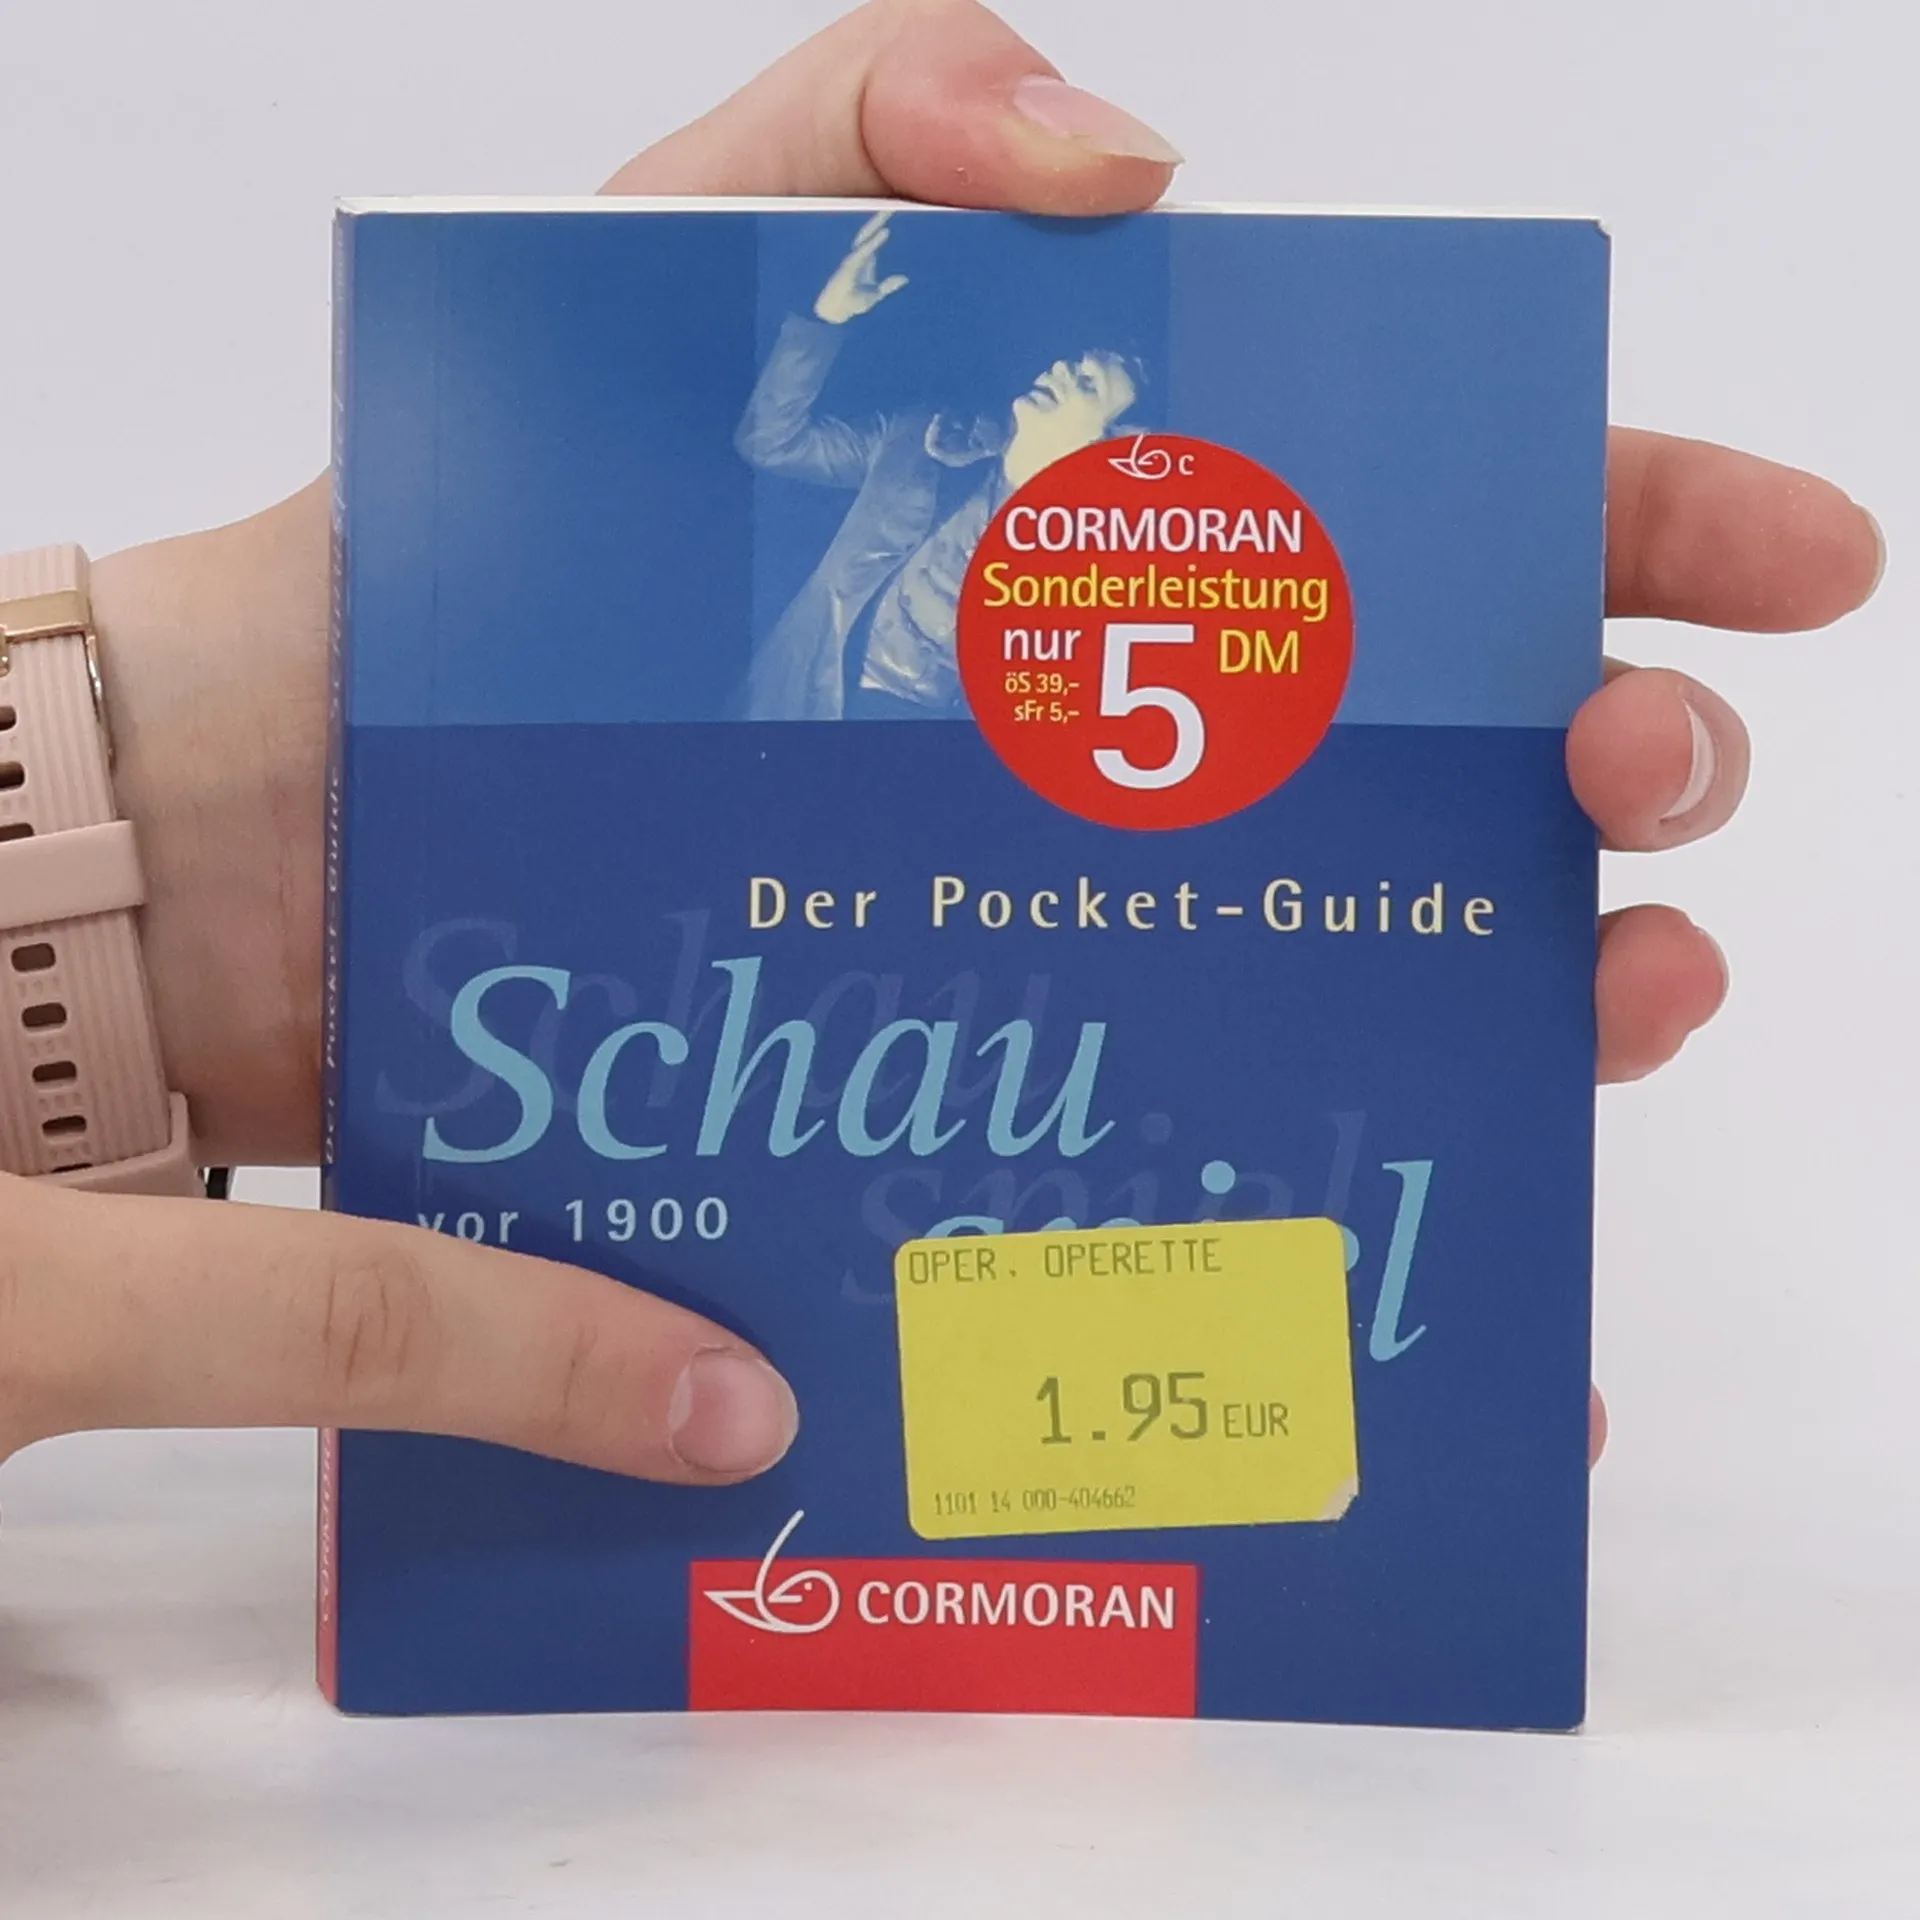 C
CORMORAN
Sonderleistung
nur 5 DM
öS 39,–
sFr 5,–
Der Pocket-Guide
Schau
vor 1900
OPER. OPERETTE
1.95 EUR
1101 14 000-404662
CORMORAN